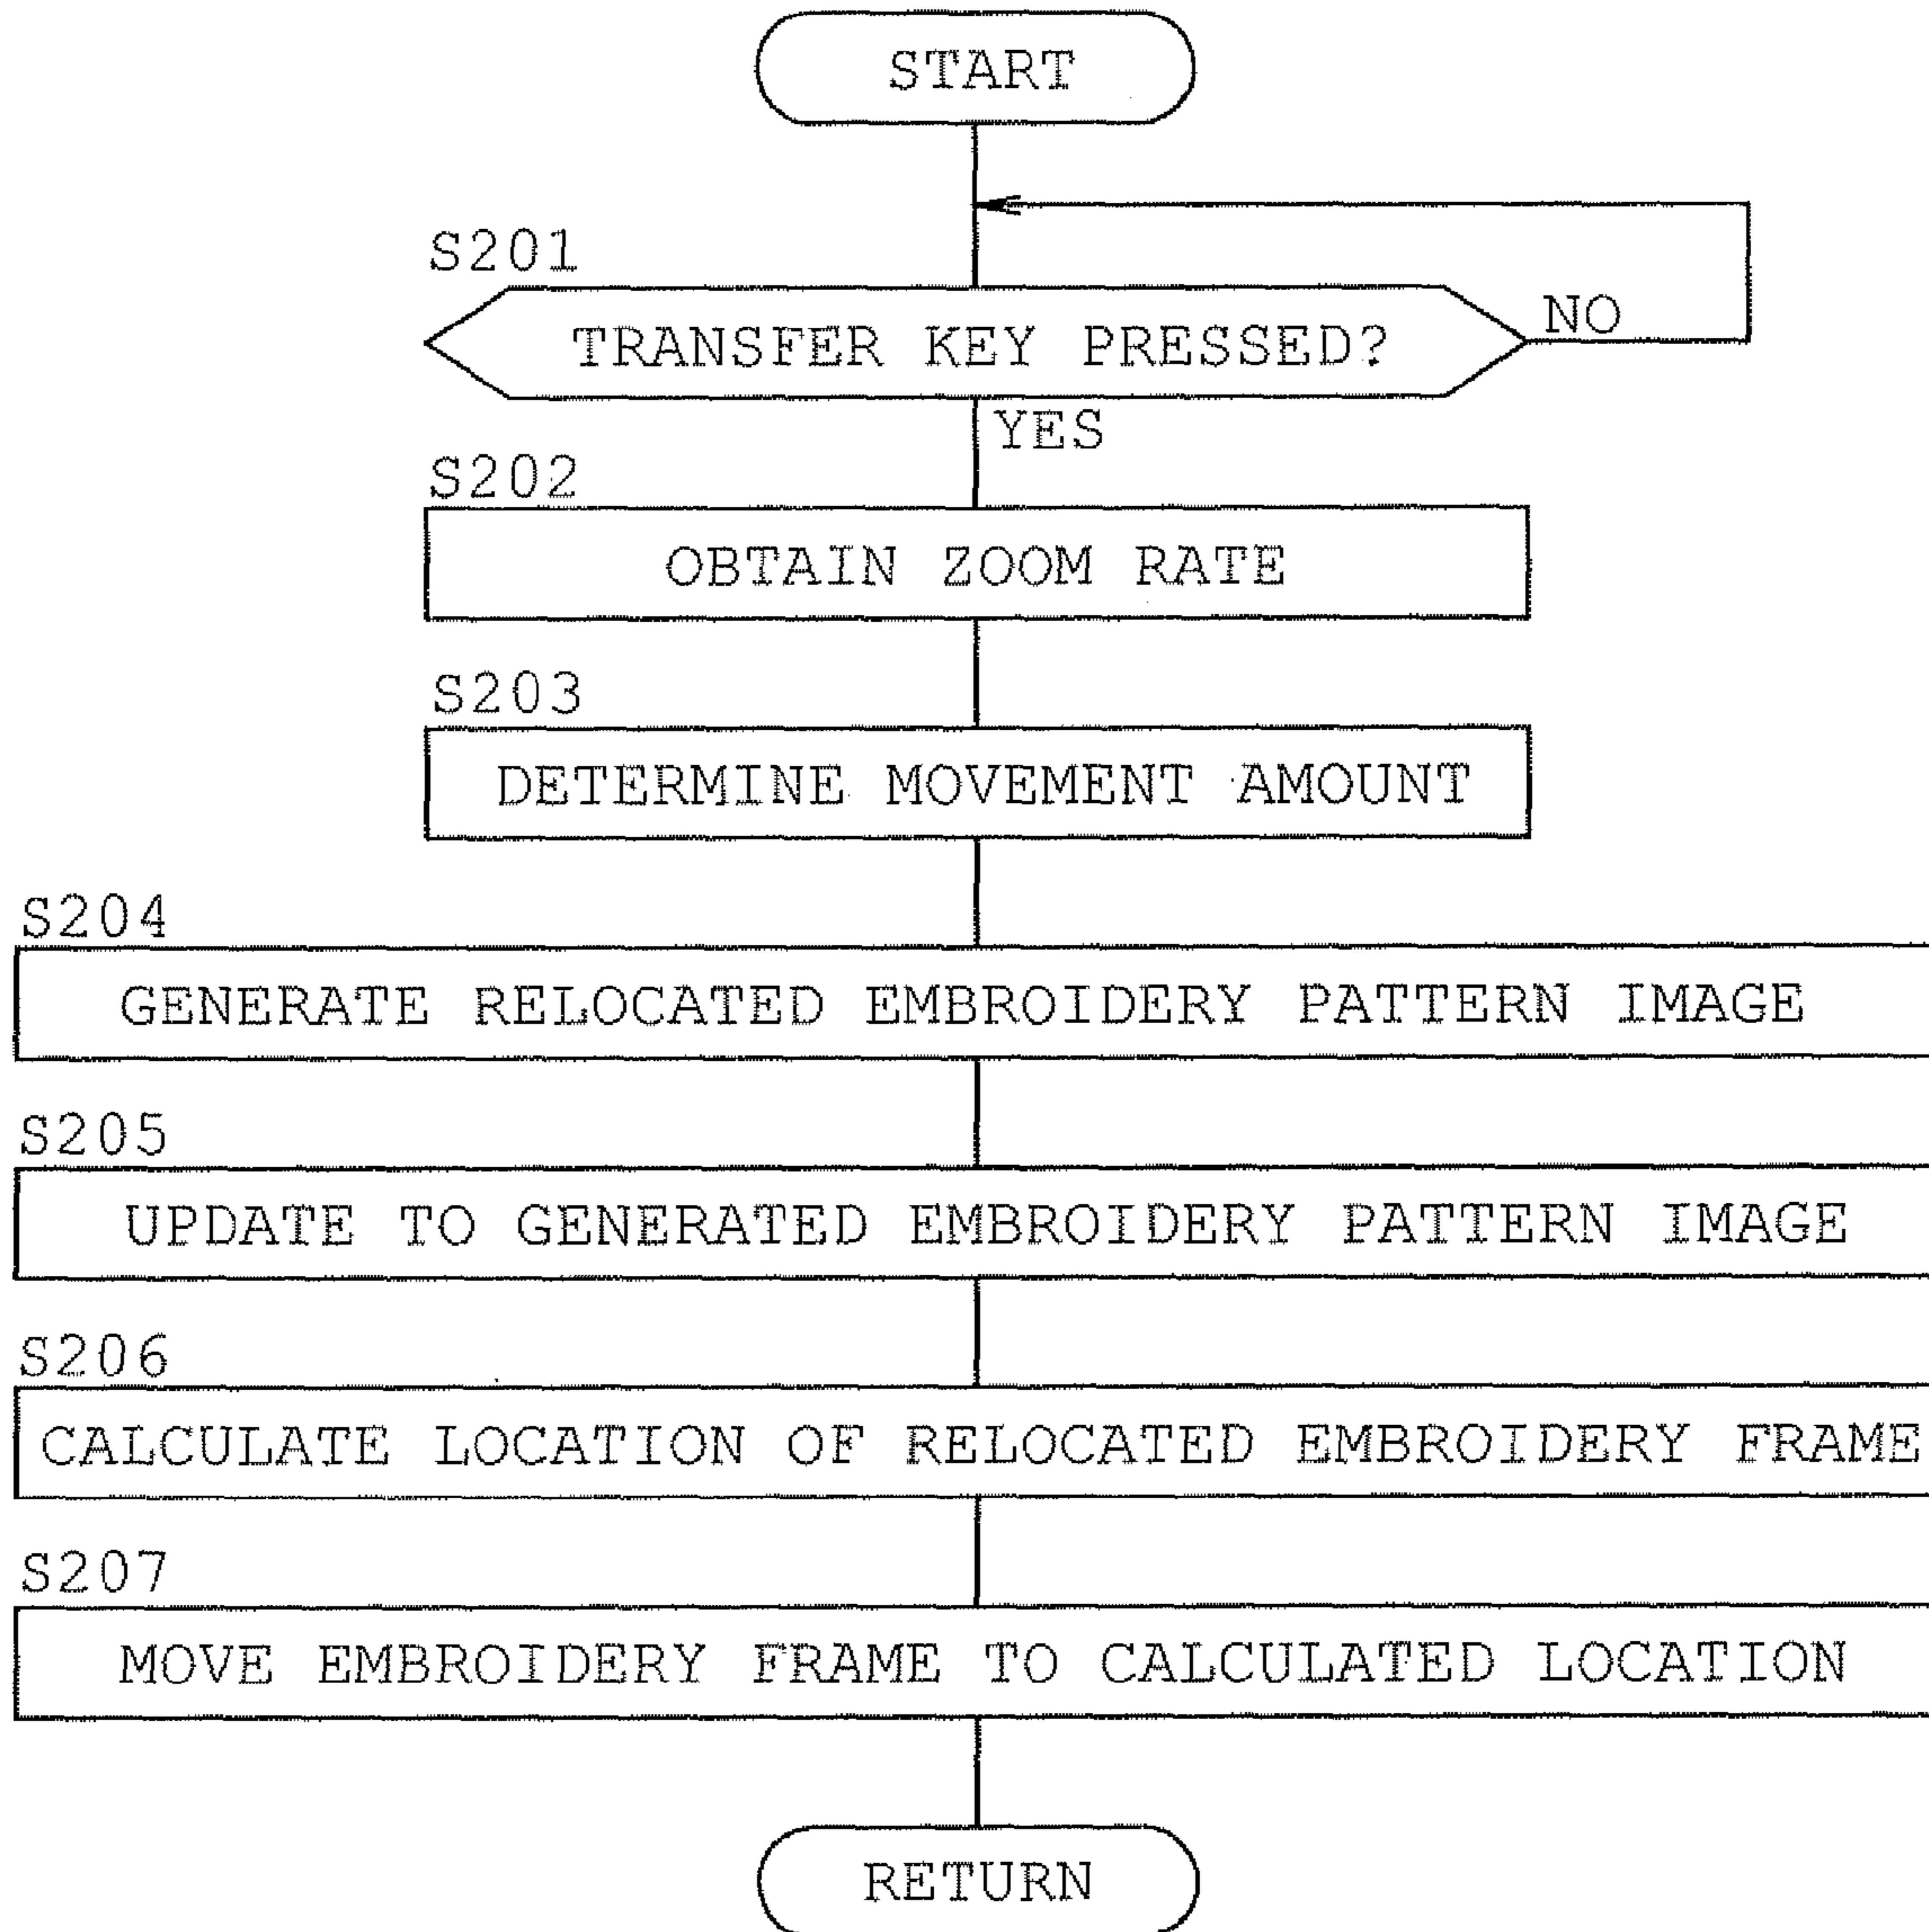 START
S201
TRANSFER KEY PRESSED?
NO
YES
S202
OBTAIN ZOOM RATE
S203
DETERMINE MOVEMENT AMOUNT
S204
GENERATE RELOCATED EMBROIDERY PATTERN IMAGE
S205
UPDATE TO GENERATED EMBROIDERY PATTERN IMAGE
S206
CALCULATE LOCATION OF RELOCATED EMBROIDERY FRAME
S207
MOVE EMBROIDERY FRAME TO CALCULATED LOCATION
RETURN